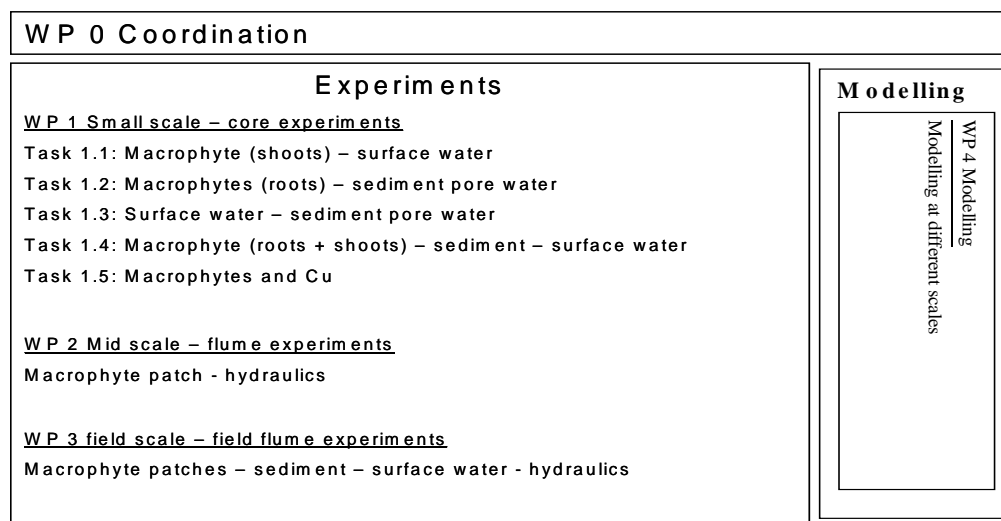 WP 0 Coordination
Experiments
WP 1 Small scale – core experiments
Task 1.1: Macrophyte (shoots) – surface water
Task 1.2: Macrophytes (roots) – sediment pore water
Task 1.3: Surface water – sediment pore water
Task 1.4: Macrophyte (roots + shoots) – sediment – surface water
Task 1.5: Macrophytes and Cu
WP 2 Mid scale – flume experiments
Macrophyte patch - hydraulics
WP 3 field scale – field flume experiments
Macrophyte patches – sediment – surface water - hydraulics
Modelling
WP 4 Modelling
Modelling at different scales